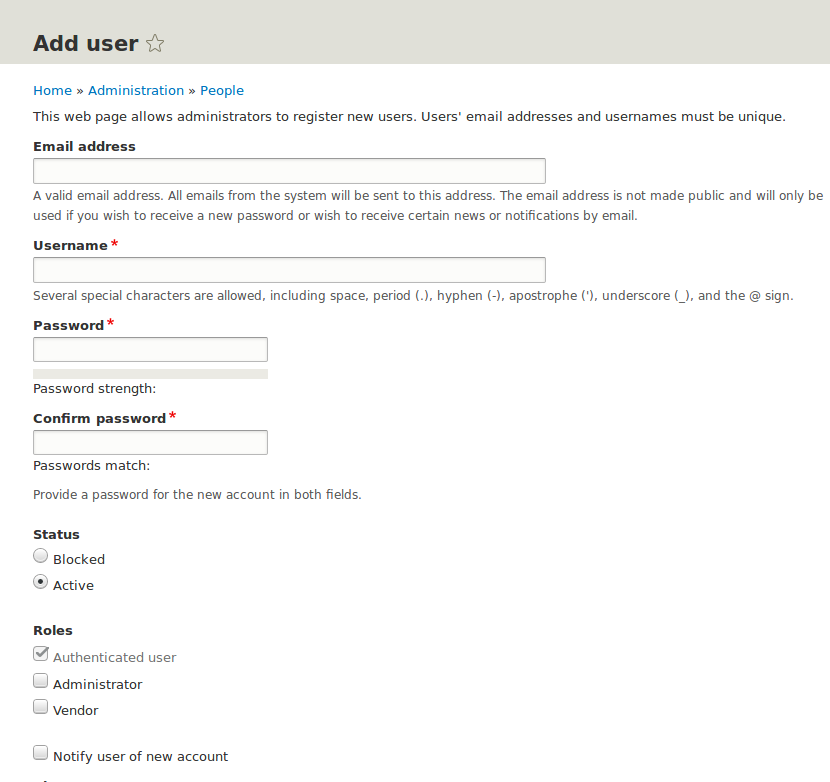 Add user
Home » Administration » People
This web page allows administrators to register new users. Users' email addresses and usernames must be unique.
Email address
A valid email address. All emails from the system will be sent to this address. The email address is not made public and will only be
used if you wish to receive a new password or wish to receive certain news or notifications by email.
Username *
Several special characters are allowed, including space, period (.), hyphen (-), apostrophe ('), underscore (_), and the @ sign.
Password *
Password strength:
Confirm password *
Passwords match:
Provide a password for the new account in both fields.
Status
Blocked
Active
Roles
Authenticated user
Administrator
Vendor
Notify user of new account